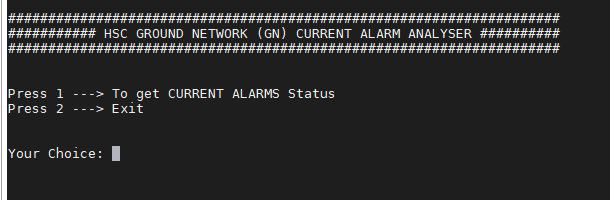 #####################################################################
########### HSC GROUND NETWORK (GN) CURRENT ALARM ANALYSER ##########
#####################################################################
Press 1 ---> To get CURRENT ALARMS Status
Press 2 ---> Exit
Your Choice: